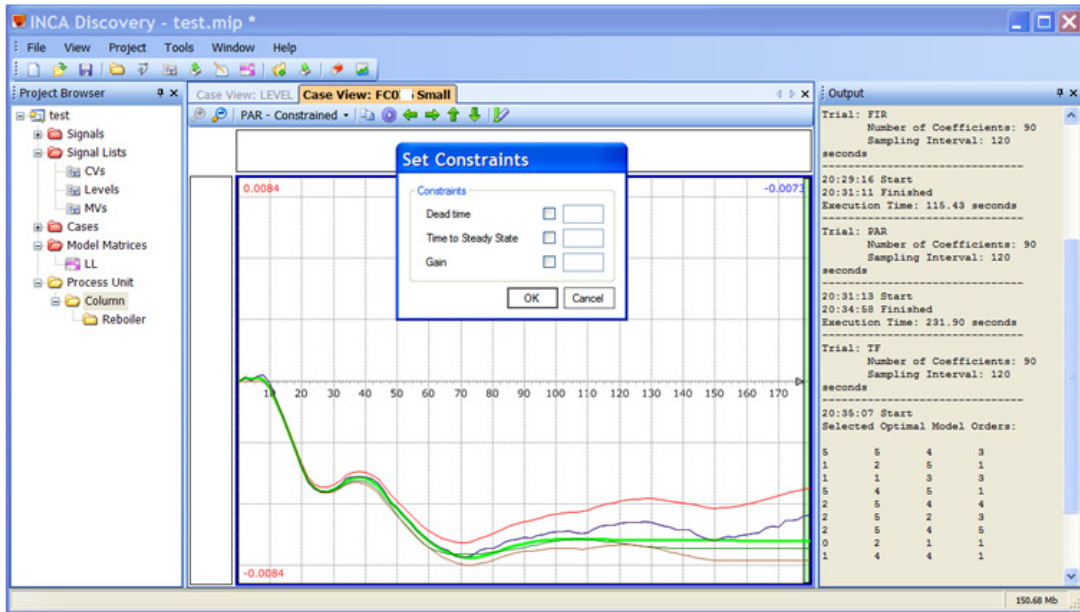 INCA Discovery - test.mip *
File View Project Tools Window Help
Project Browser
test
Signals
Signal Lists
CVs
Levels
MVs
Cases
Model Matrices
LL
Process Unit
Column
Reboiler
Case View: LEVEL Case View: FC0 Small
PAR - Constrained
Set Constraints
Constraints
Dead time
Time to Steady State
Gain
OK Cancel
0.0084 -0.0073
10 20 30 40 50 60 70 80 90 100 110 120 130 140 150 160 170
-0.0084
Output
Trial: FIR
Number of Coefficients: 90
Sampling Interval: 120
seconds
--------------------------------
20:29:16 Start
20:31:11 Finished
Execution Time: 115.43 seconds
--------------------------------
Trial: PAR
Number of Coefficients: 90
Sampling Interval: 120
seconds
--------------------------------
20:31:13 Start
20:34:58 Finished
Execution Time: 231.90 seconds
--------------------------------
Trial: TF
Number of Coefficients: 90
Sampling Interval: 120
seconds
--------------------------------
20:35:07 Start
Selected Optimal Model Orders:
5 5 4 3
1 2 5 1
1 1 3 3
5 4 5 1
2 5 4 4
2 5 2 3
2 5 4 5
0 2 1 1
1 4 4 1
150.68 Mb